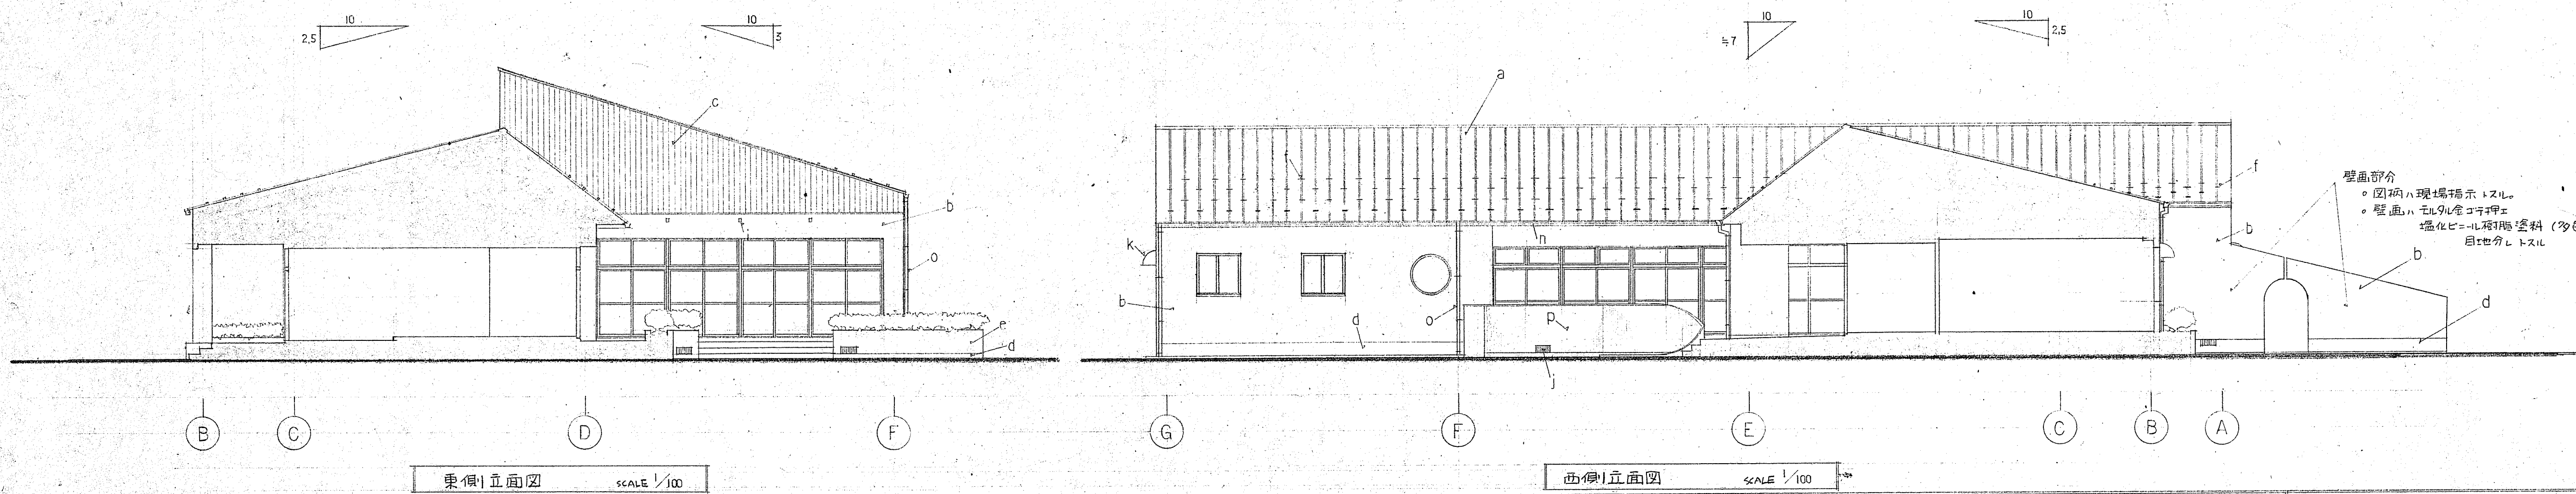 10
2.5
10
3
c
b
i
o
e
d
B
C
D
F
東側立面図 SCALE 1/100
10
≒7
10
2.5
a
r
f
k
n
b
o
d
p
j
b
b
d
壁画部分
○ 図柄ハ現場指示トスル。
○ 壁画ハモルタル金ゴテ押エ
塩化ビニール樹脂塗料
目地分レトスル
G
F
E
C
B
A
西側立面図 SCALE 1/100